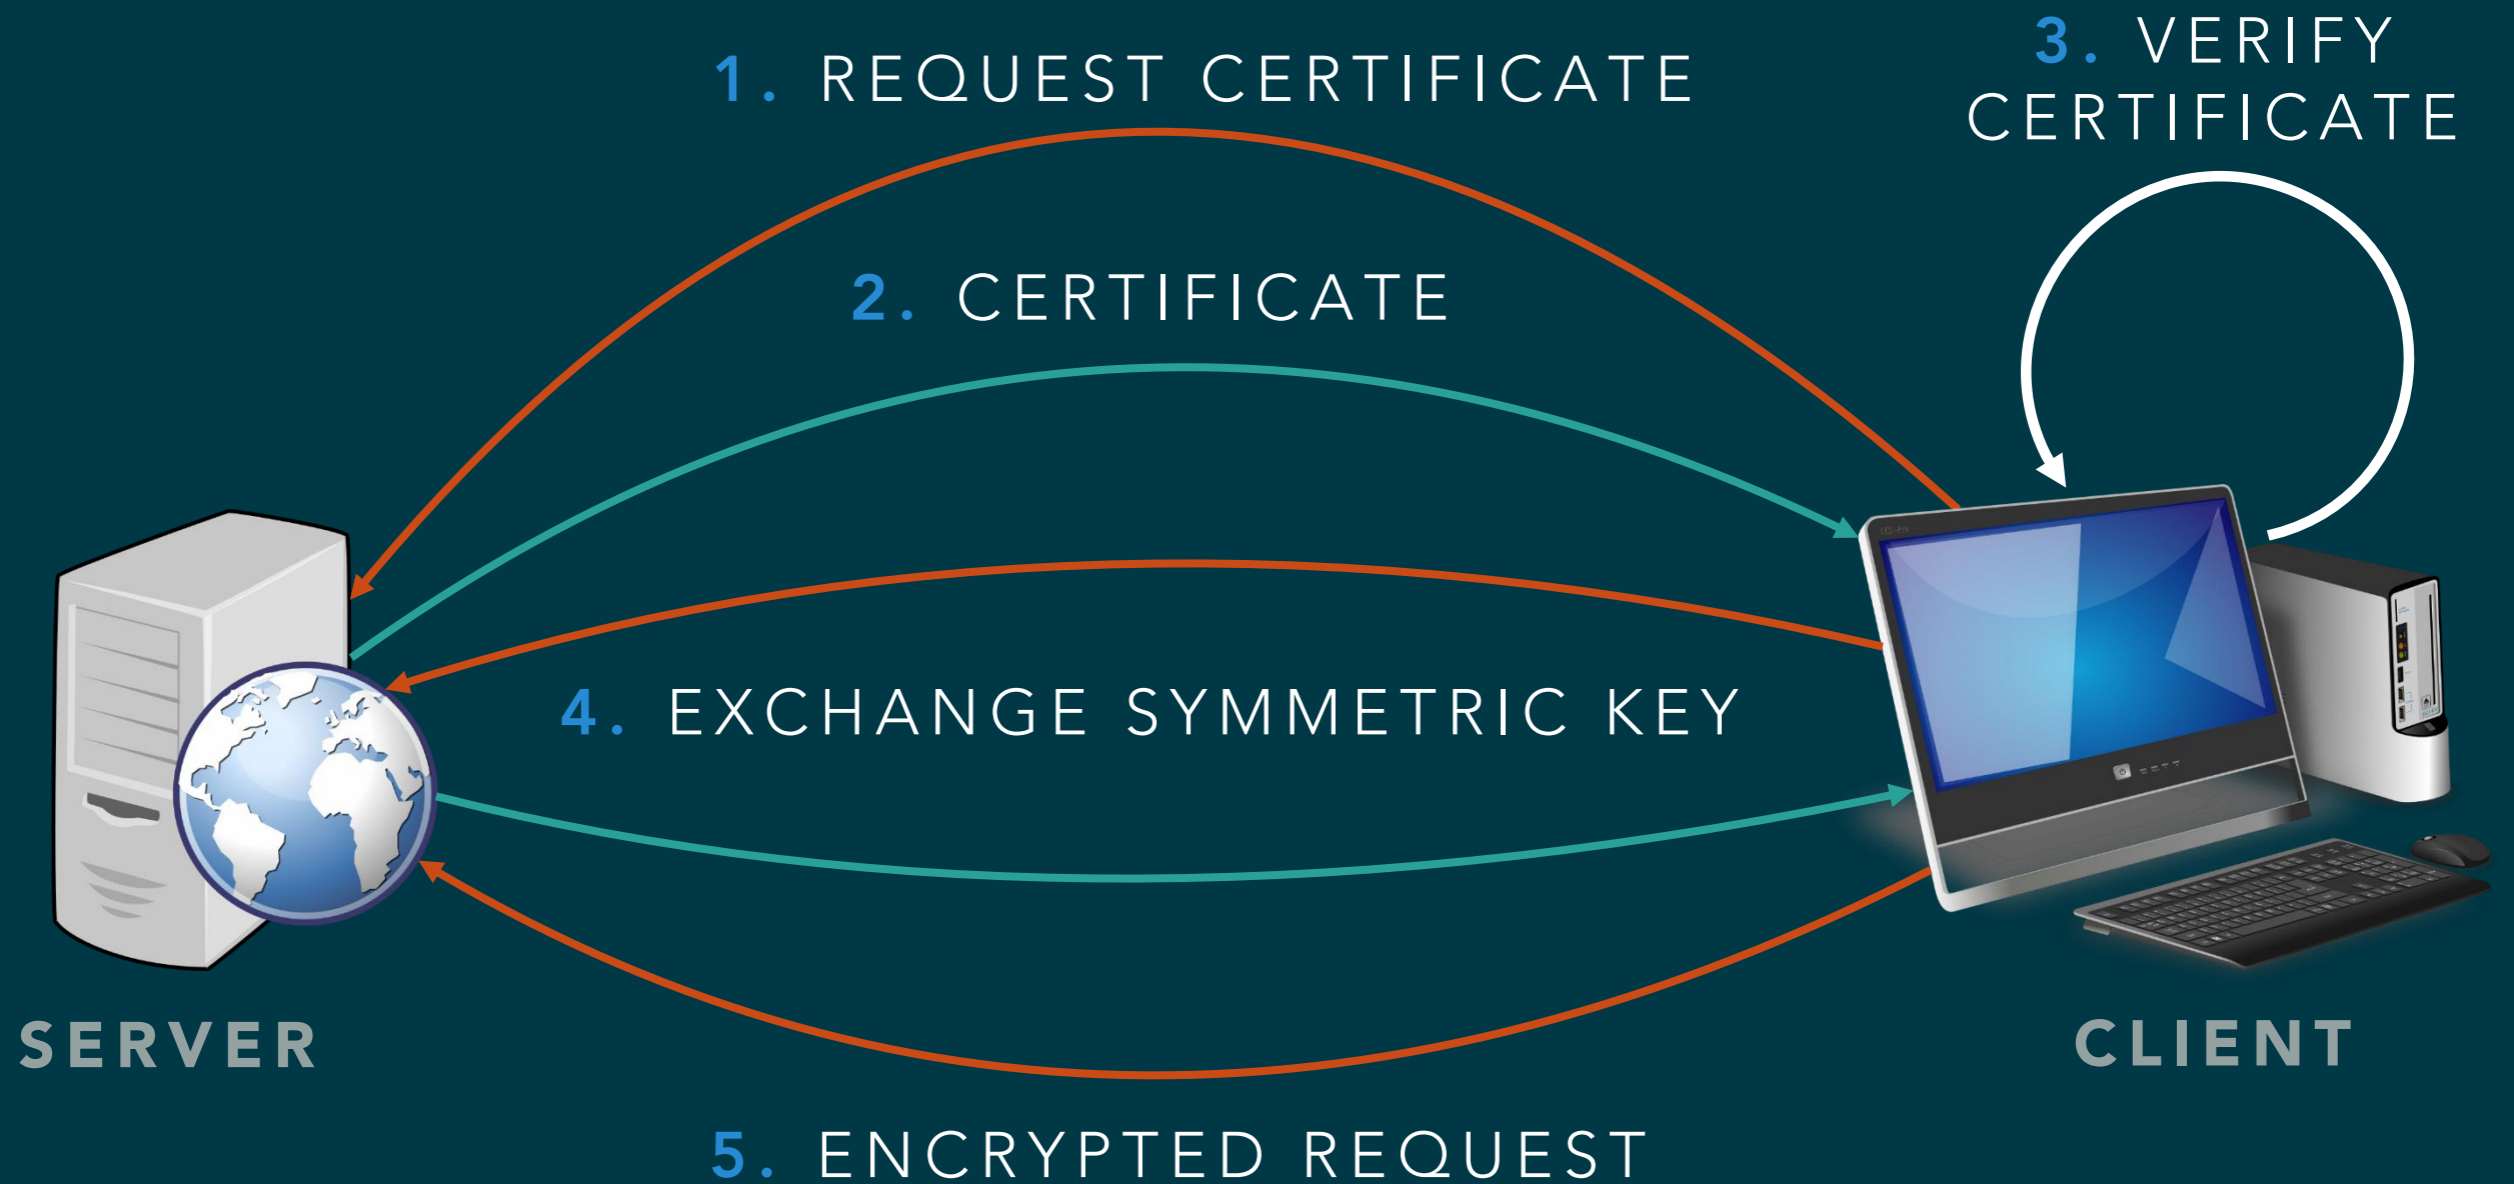 1. REQUEST CERTIFICATE
3. VERIFY
CERTIFICATE
2. CERTIFICATE
4. EXCHANGE SYMMETRIC KEY
SERVER
CLIENT
5. ENCRYPTED REQUEST